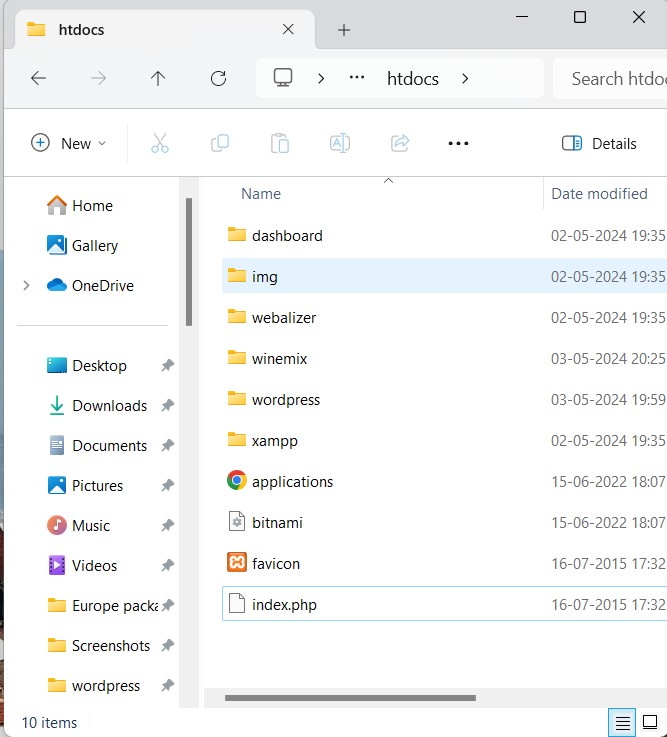 htdocs
htdocs
Search htdoc
New
Details
Name
Date modified
Home
Gallery
OneDrive
Desktop
Downloads
Documents
Pictures
Music
Videos
Europe packa
Screenshots
wordpress
dashboard 02-05-2024 19:35
img 02-05-2024 19:35
webalizer 02-05-2024 19:35
winemix 03-05-2024 20:25
wordpress 03-05-2024 19:59
xampp 02-05-2024 19:35
applications 15-06-2022 18:07
bitnami 15-06-2022 18:07
favicon 16-07-2015 17:32
index.php 16-07-2015 17:32
10 items